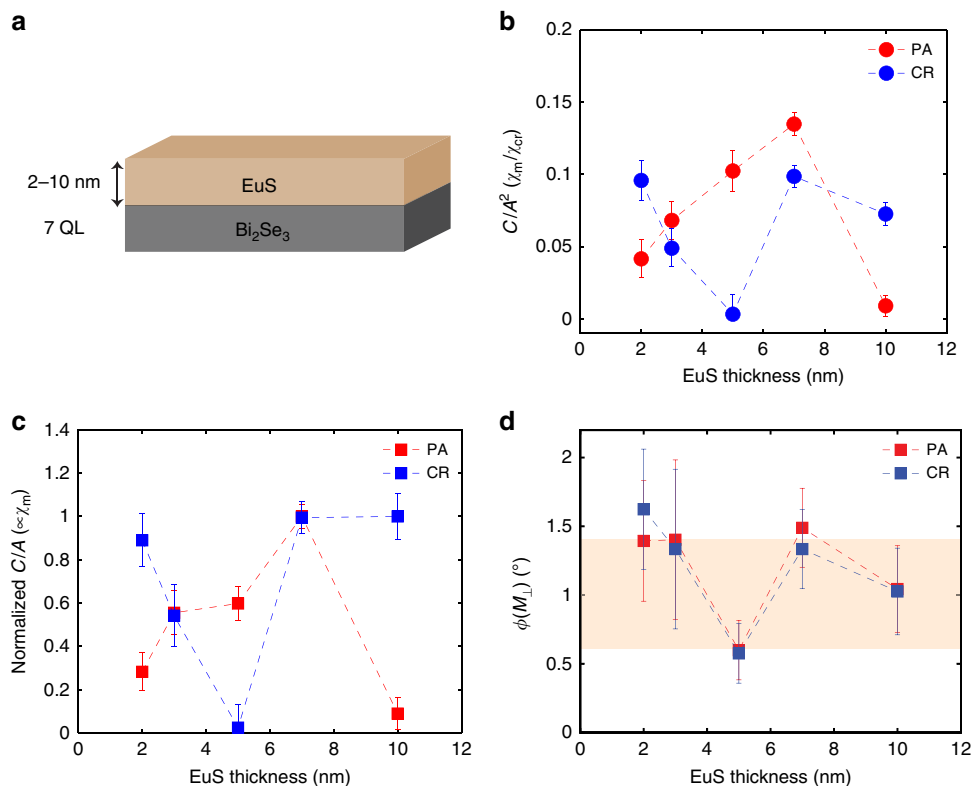 a
2–10 nm
EuS
7 QL
Bi₂Se₃
b
C/A² (χₘ/χ_cr)
0.2
0.15
0.1
0.05
0
PA
CR
0 2 4 6 8 10 12
EuS thickness (nm)
c
Normalized C/A (∝χₘ)
1.4
1.2
1
0.8
0.6
0.4
0.2
0
PA
CR
0 2 4 6 8 10 12
EuS thickness (nm)
d
ϕ(M⊥) (°)
2
1.5
1
0.5
0
PA
CR
0 2 4 6 8 10 12
EuS thickness (nm)